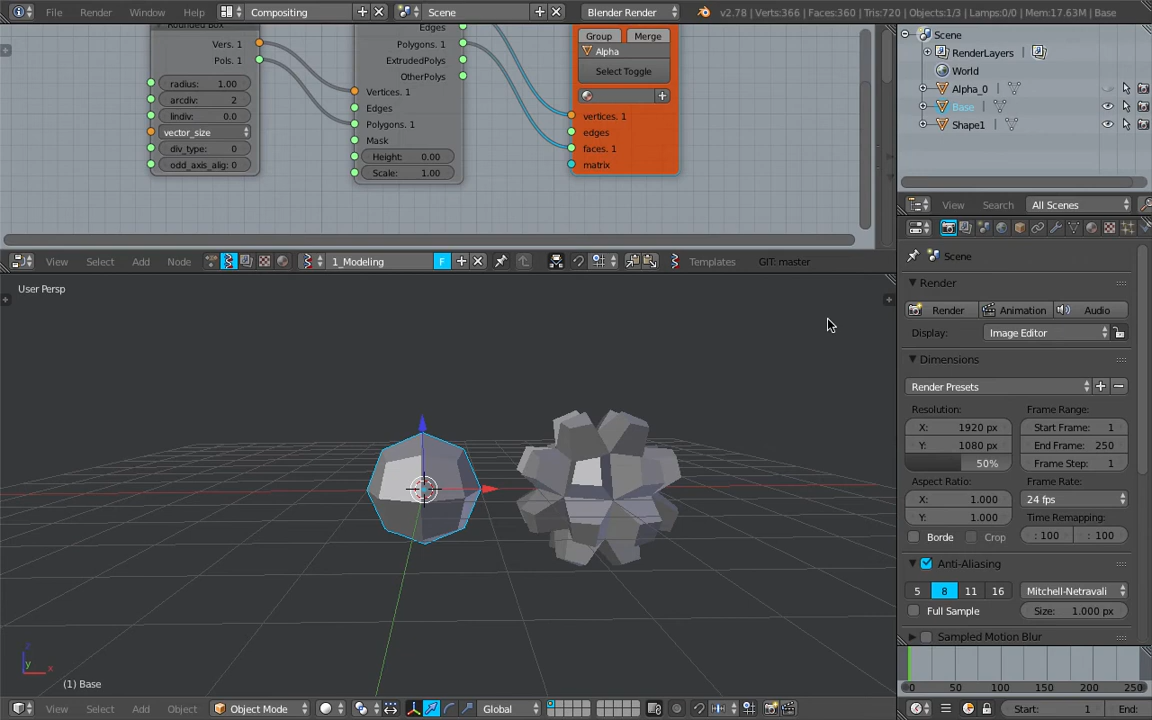 File Render Window Help Compositing Scene Blender Render v2.78 | Verts:366 | Faces:360 | Tris:720 | Objects:1/3 | Lamps:0/0 | Mem:17.63M | Base
Rounded Box
Vers. 1
Pols. 1
radius: 1.00
arcdiv: 2
lindiv: 0.0
vector_size
div_type: 0
odd_axis_alig: 0
Edges
Polygons. 1
ExtrudedPolys
OtherPolys
Vertices. 1
Edges
Polygons. 1
Mask
Height: 0.00
Scale: 1.00
Group Merge
Alpha
Select Toggle
vertices. 1
edges
faces. 1
matrix
View Select Add Node 1_Modeling F Templates GIT: master
User Persp
z
y
x
(1) Base
View Select Add Object Object Mode Global
Scene
RenderLayers
World
Alpha_0
Base
Shape1
View Search All Scenes
Scene
Render
Render Animation Audio
Display: Image Editor
Dimensions
Render Presets
Resolution: Frame Range:
X: 1920 px Start Frame: 1
Y: 1080 px End Frame: 250
50% Frame Step: 1
Aspect Ratio: Frame Rate:
X: 1.000 24 fps
Y: 1.000 Time Remapping:
Borde Crop : 100 : 100
Anti-Aliasing
5 8 11 16 Mitchell-Netravali
Full Sample Size: 1.000 px
Sampled Motion Blur
0 50 100 150 200 250
Start: 1 End: